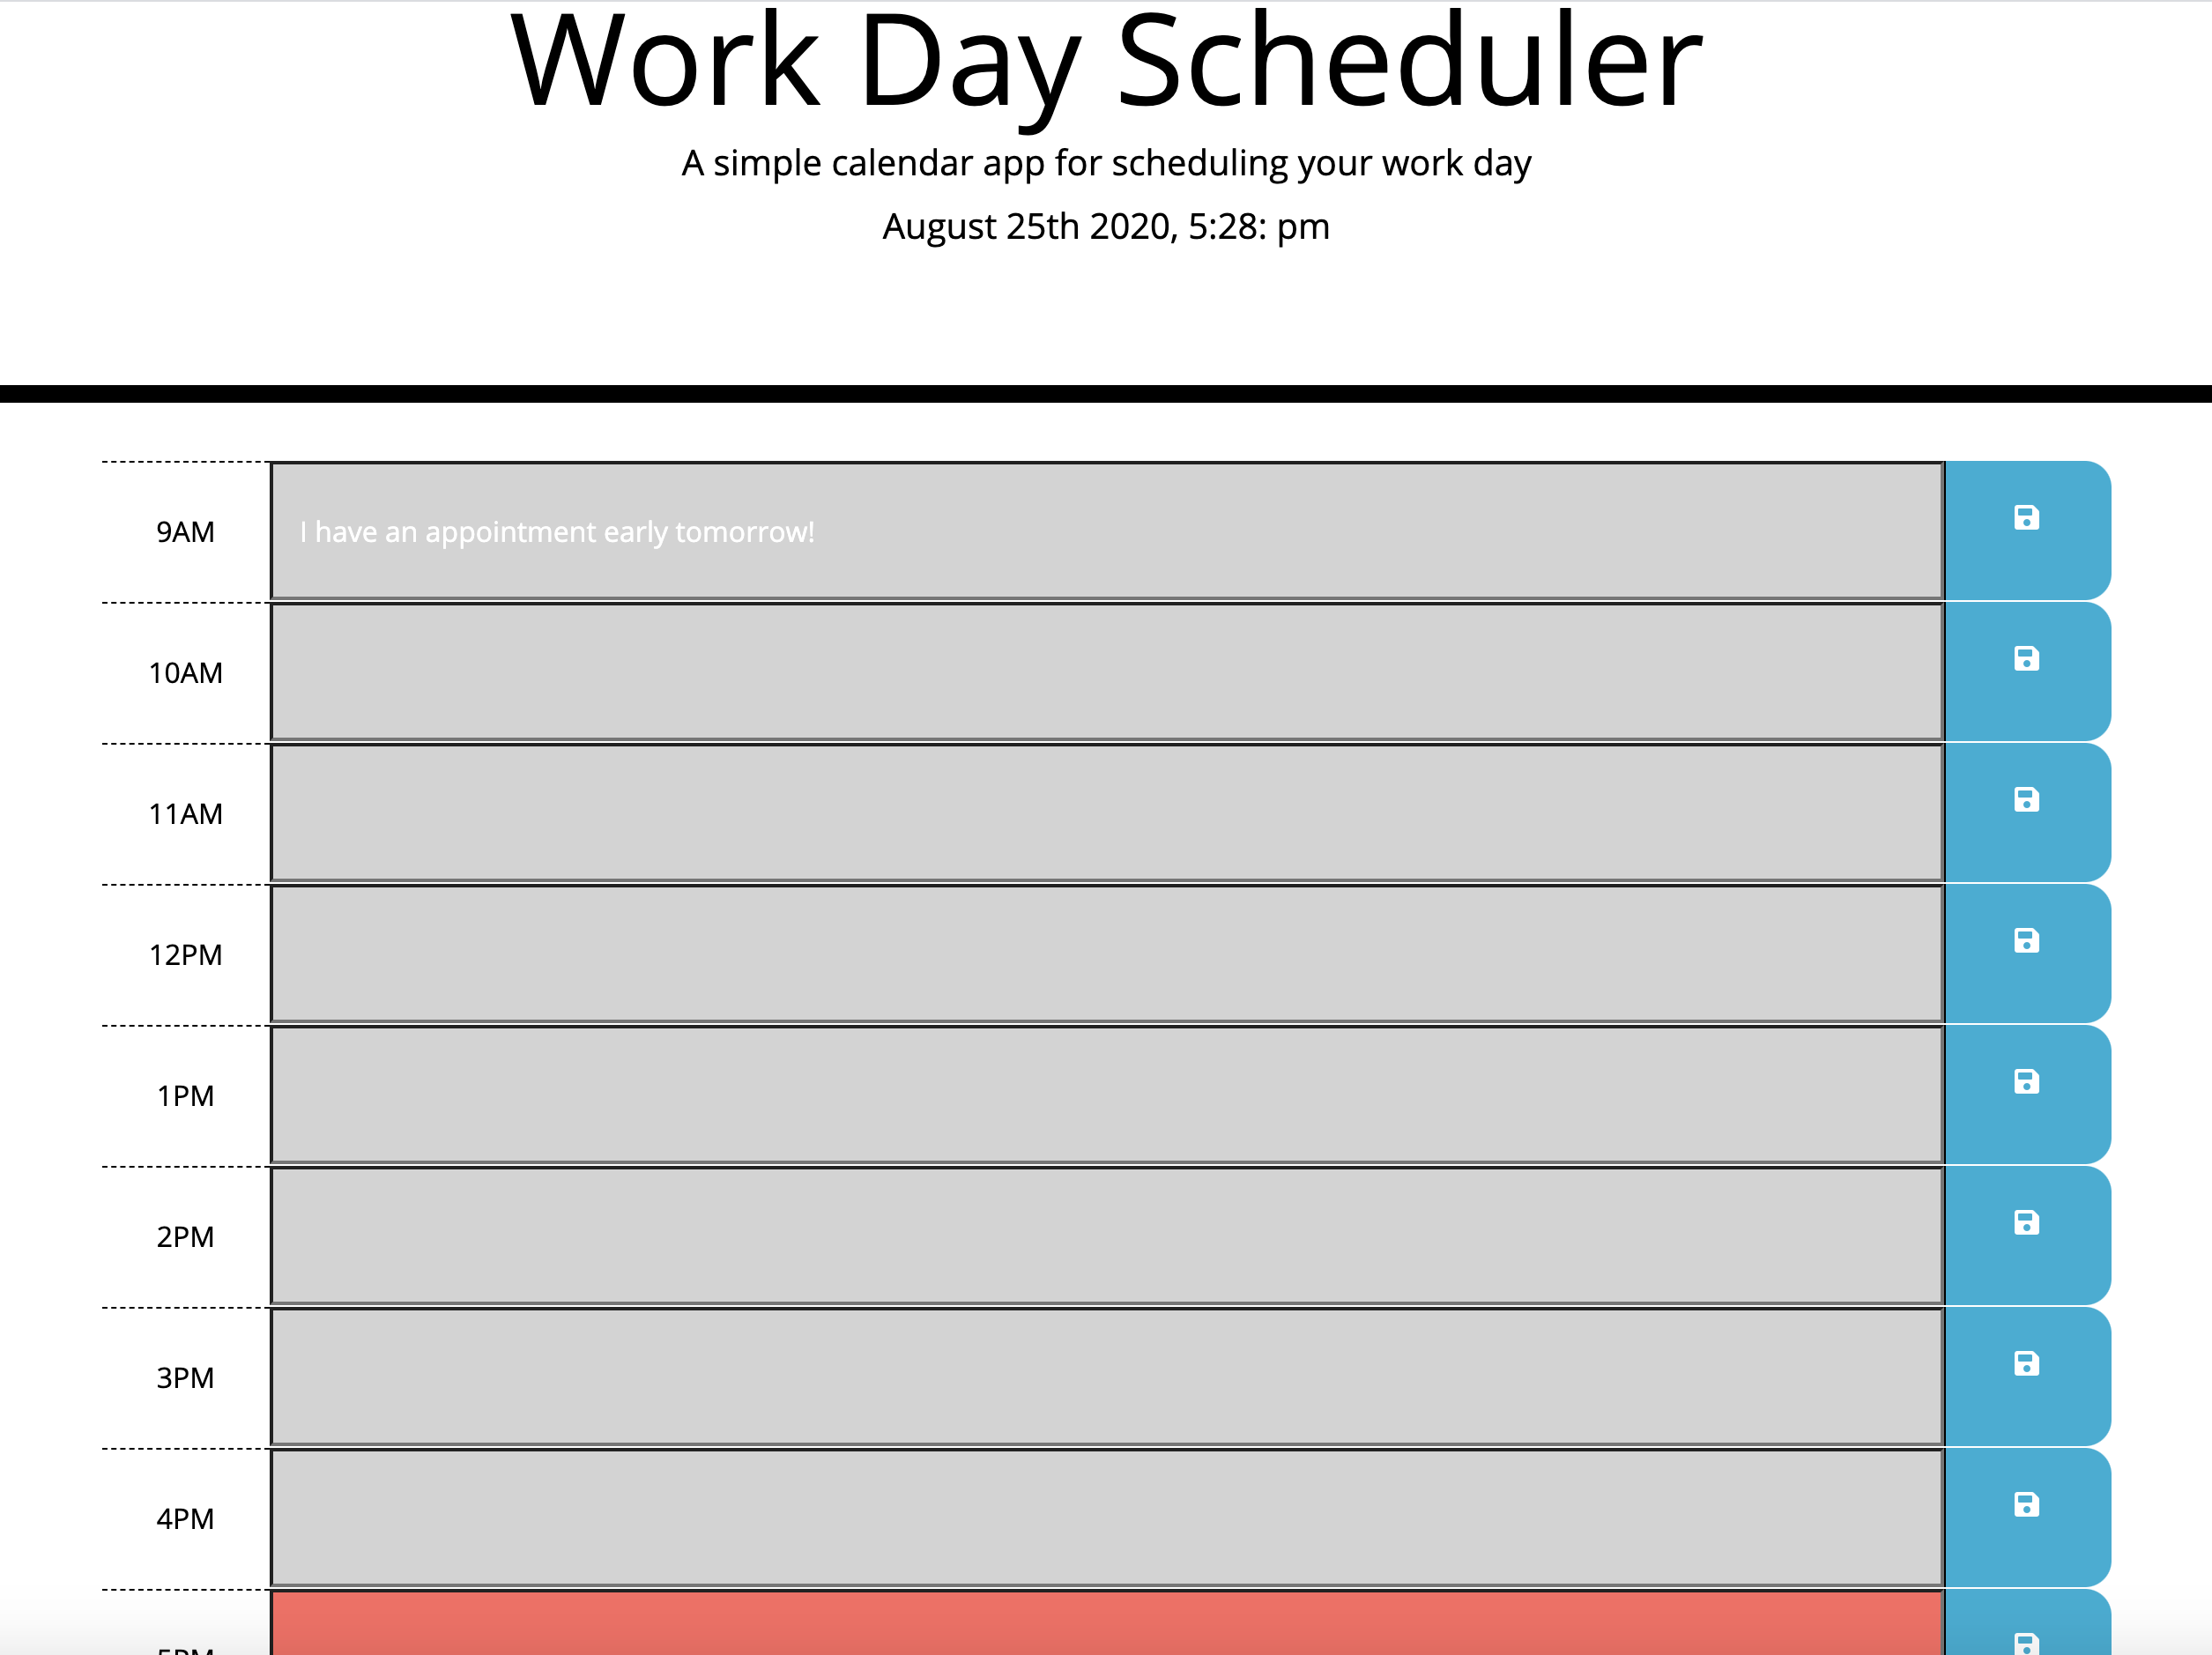 Work Day Scheduler
A simple calendar app for scheduling your work day
August 25th 2020, 5:28: pm
9AM
I have an appointment early tomorrow!
10AM
11AM
12PM
1PM
2PM
3PM
4PM
5PM